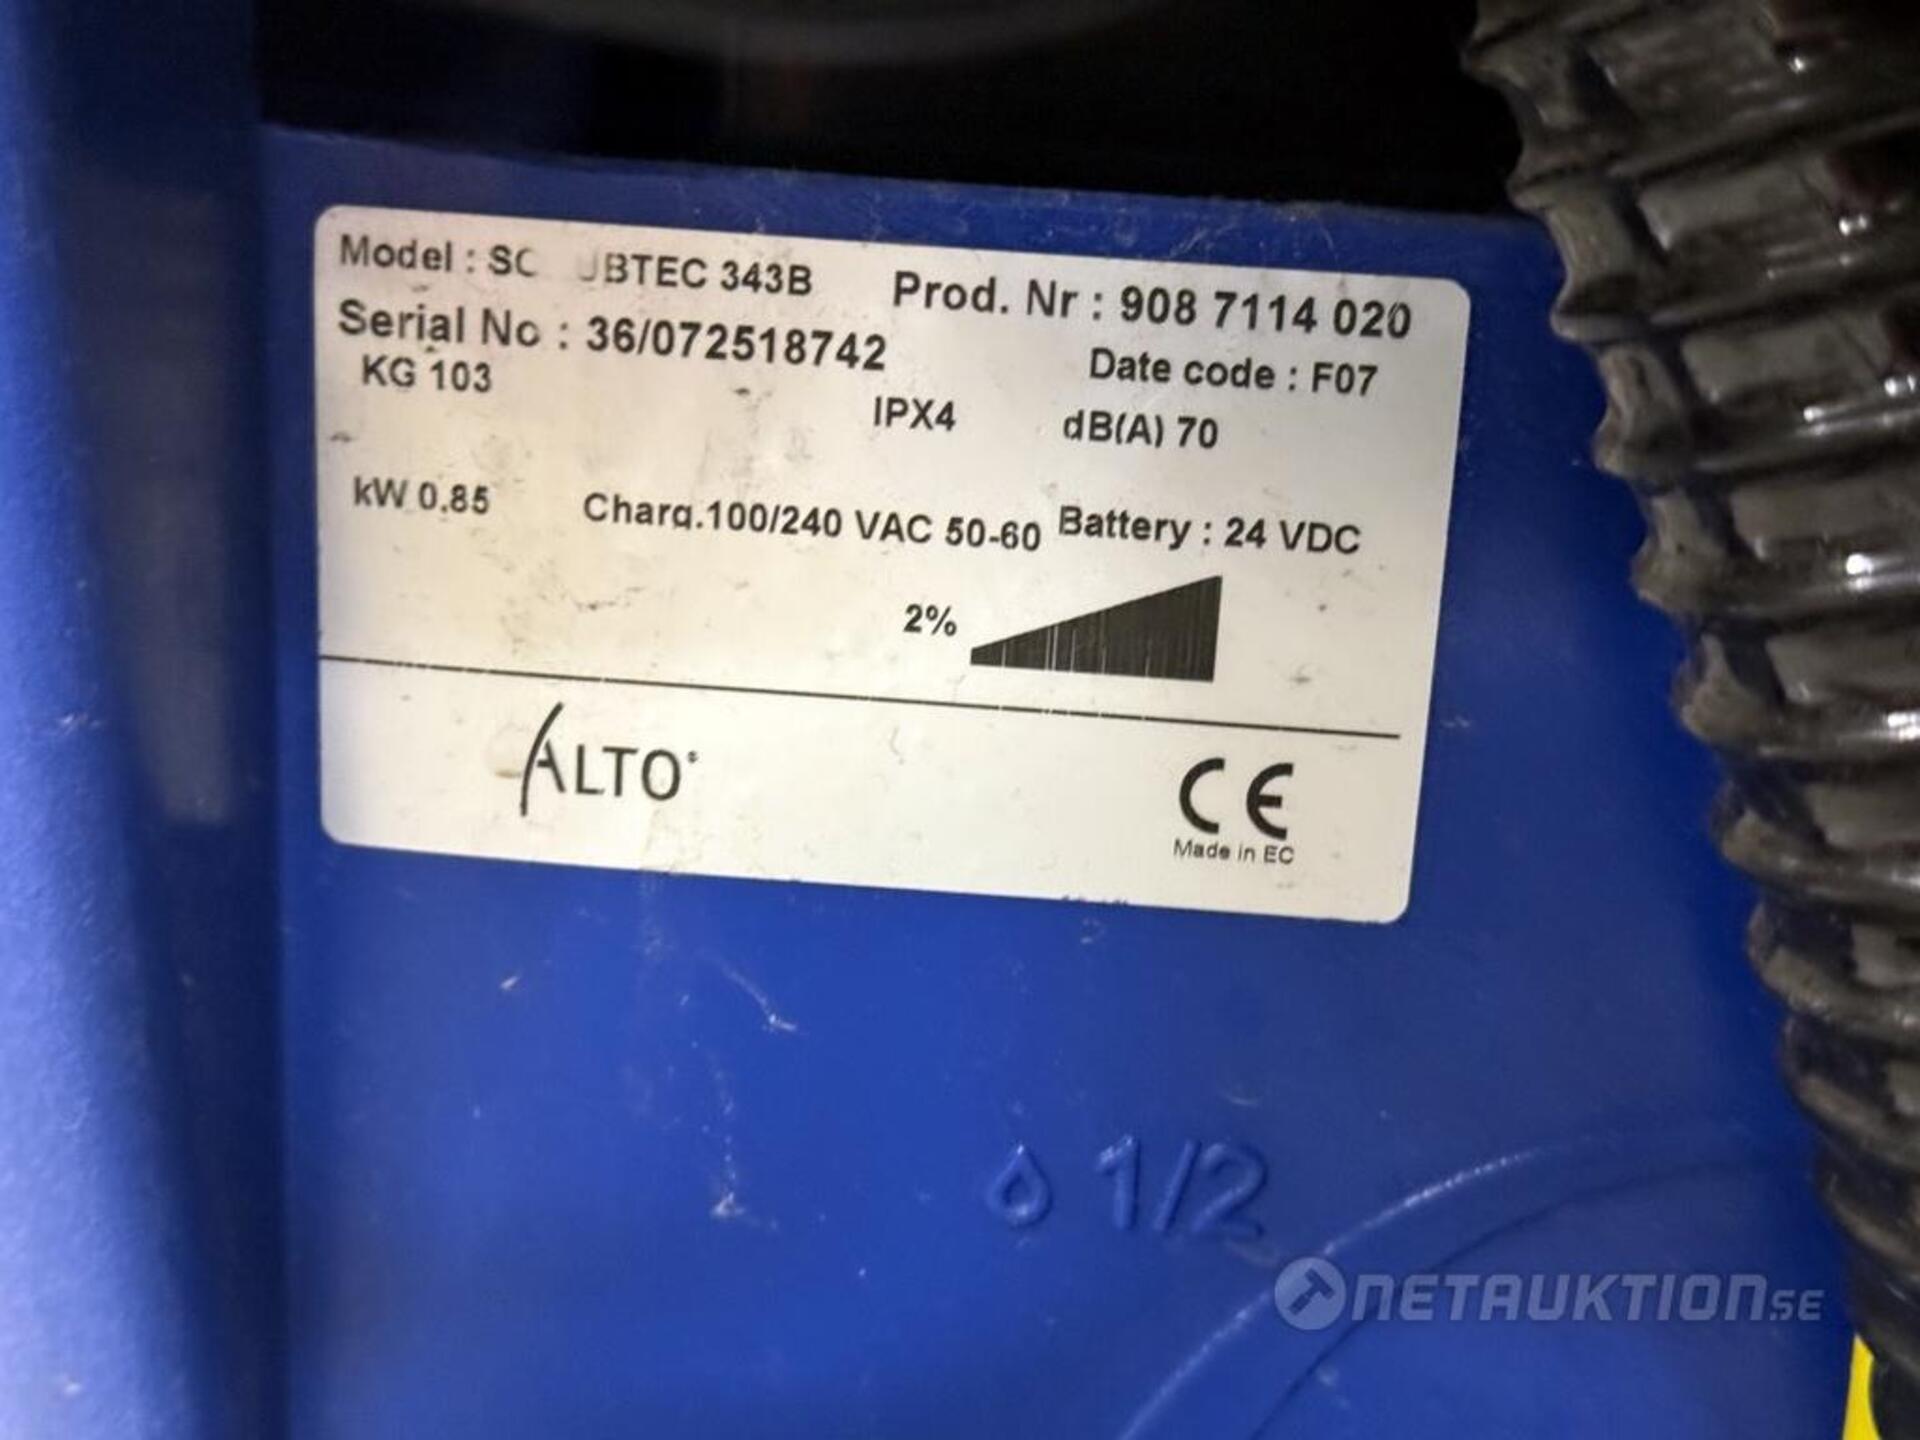 Model : SC UBTEC 343B
Prod. Nr : 908 7114 020
Serial No : 36/072518742
Date code : F07
KG 103
IPX4
dB(A) 70
kW 0,85
Charg.100/240 VAC 50-60
Battery : 24 VDC
2%
ALTO
CE
Made in EC
1/2
NETAUKTION.SE